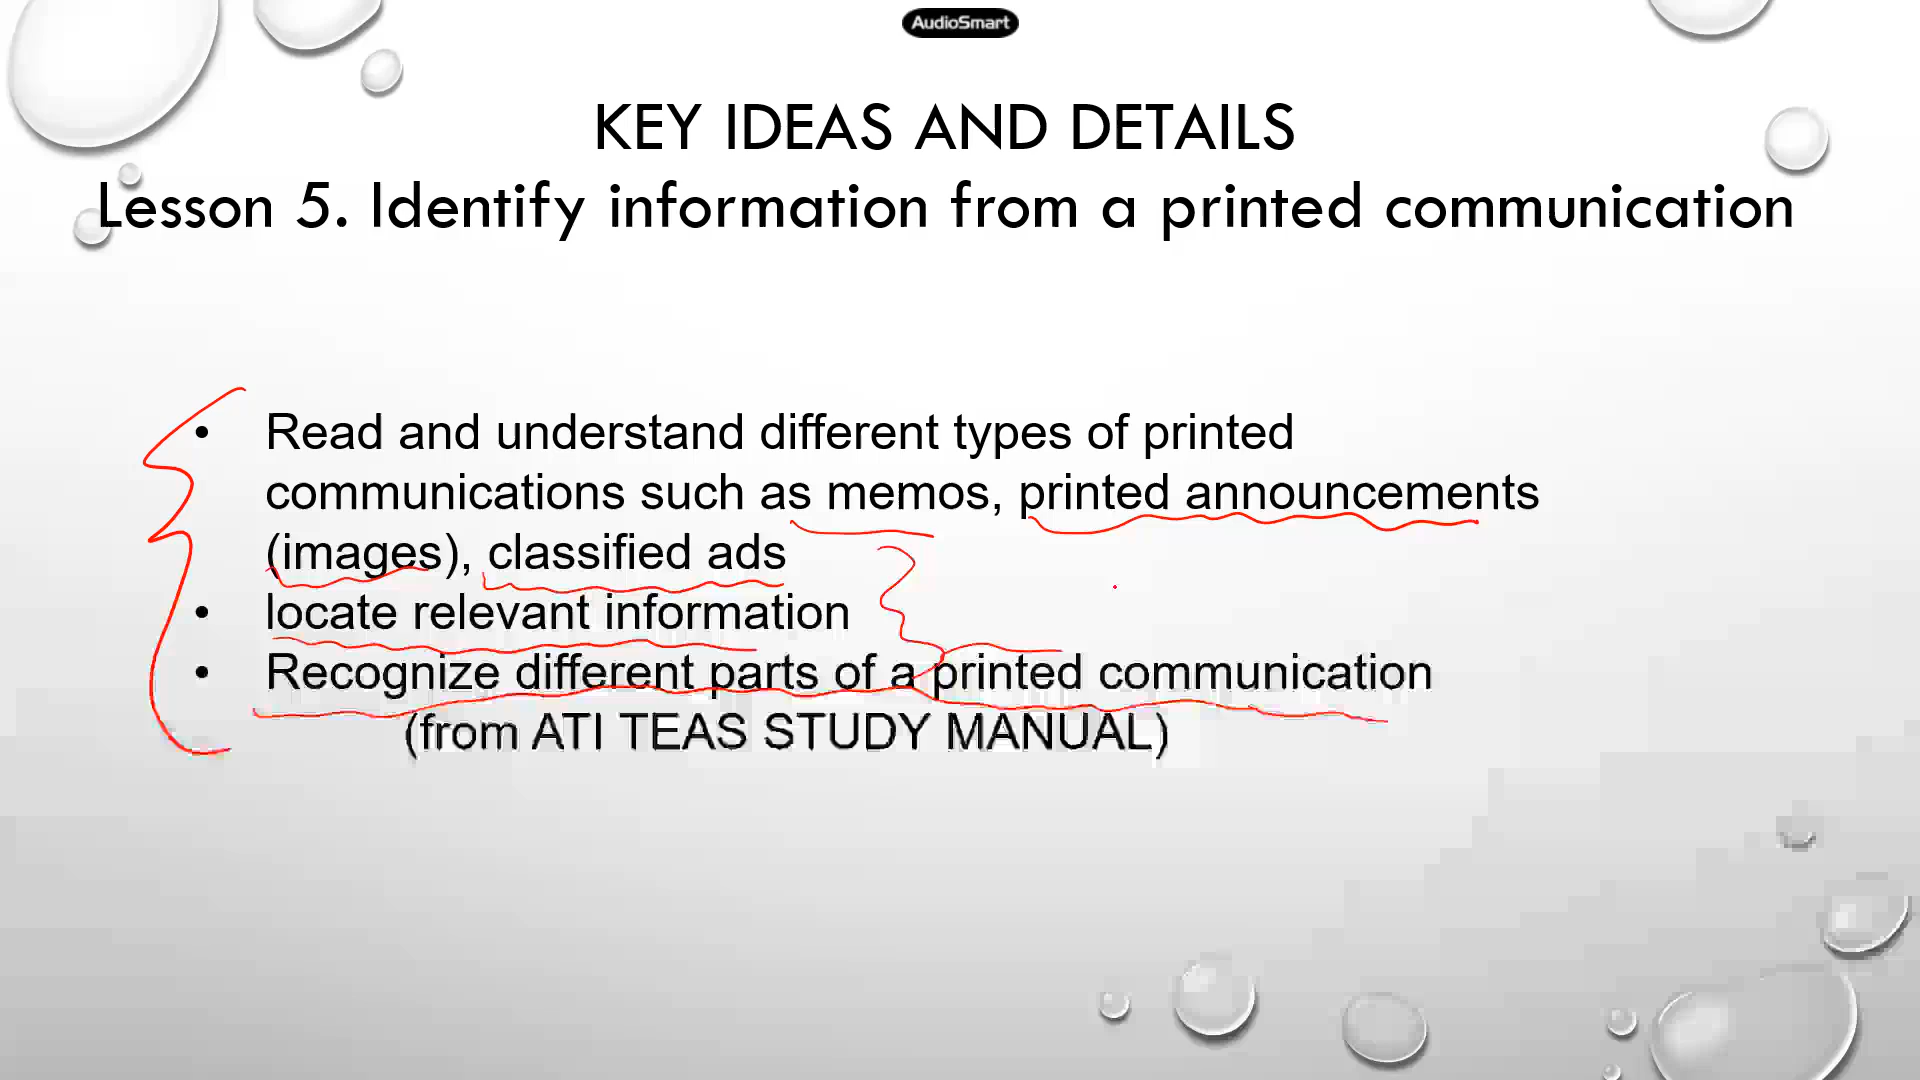 AudioSmart
KEY IDEAS AND DETAILS
Lesson 5. Identify information from a printed communication
• Read and understand different types of printed
communications such as memos, printed announcements
(images), classified ads
• locate relevant information
• Recognize different parts of a printed communication
(from ATI TEAS STUDY MANUAL)